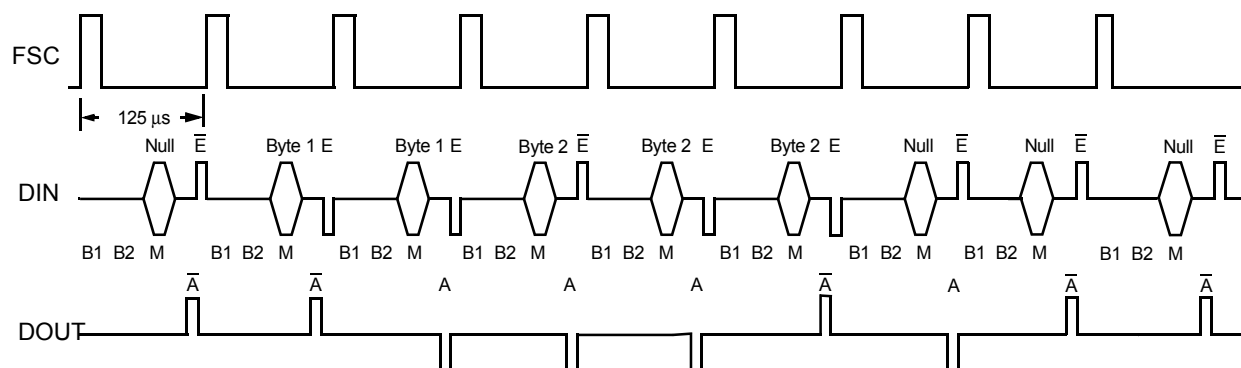 FSC
125 μs
Null E̅ Byte 1 E Byte 1 E Byte 2 E̅ Byte 2 E Byte 2 E Null E̅ Null E̅ Null E̅
DIN
B1 B2 M B1 B2 M B1 B2 M B1 B2 M B1 B2 M B1 B2 M B1 B2 M B1 B2 M B1 B2 M
A̅ A̅ A A A A̅ A A̅ A̅
DOUT